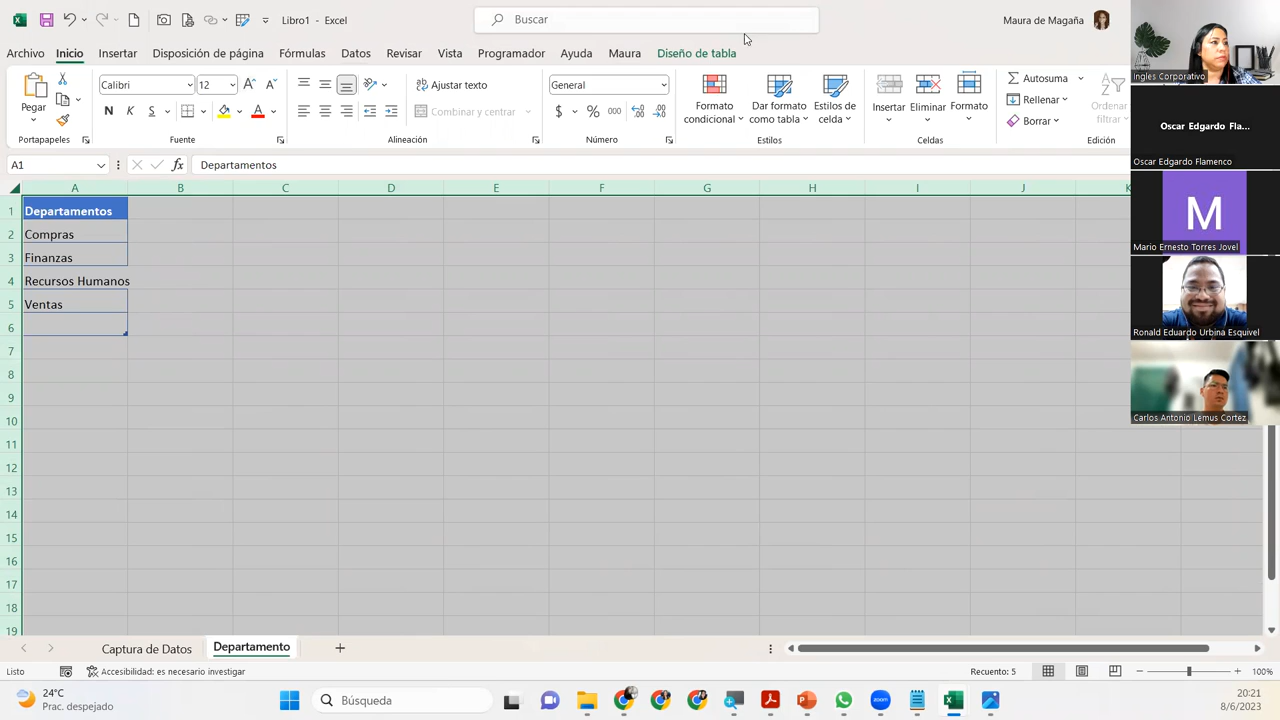 Libro1 - Excel
Buscar
Maura de Magaña
Archivo Inicio Insertar Disposición de página Fórmulas Datos Revisar Vista Programador Ayuda Maura Diseño de tabla
Pegar
Calibri 12
N K S
Ajustar texto
Combinar y centrar
General
$ % 000
Formato condicional
Dar formato como tabla
Estilos de celda
Insertar
Eliminar
Formato
Autosuma
Rellenar
Borrar
Ordenar
filtrar
Portapapeles Fuente Alineación Número Estilos Celdas Edición
A1 fx Departamentos
A B C D E F G H I J K
1 Departamentos
2 Compras
3 Finanzas
4 Recursos Humanos
5 Ventas
6
7
8
9
10
11
12
13
14
15
16
17
18
19
Captura de Datos Departamento
Listo Accesibilidad: es necesario investigar Recuento: 5 100%
24°C
Prac. despejado
Búsqueda
20:21
8/6/2023
Ingles Corporativo
Oscar Edgardo Fla...
Oscar Edgardo Flamenco
M
Mario Ernesto Torres Jovel
Ronald Eduardo Urbina Esquivel
Carlos Antonio Lemus Cortez
zoom